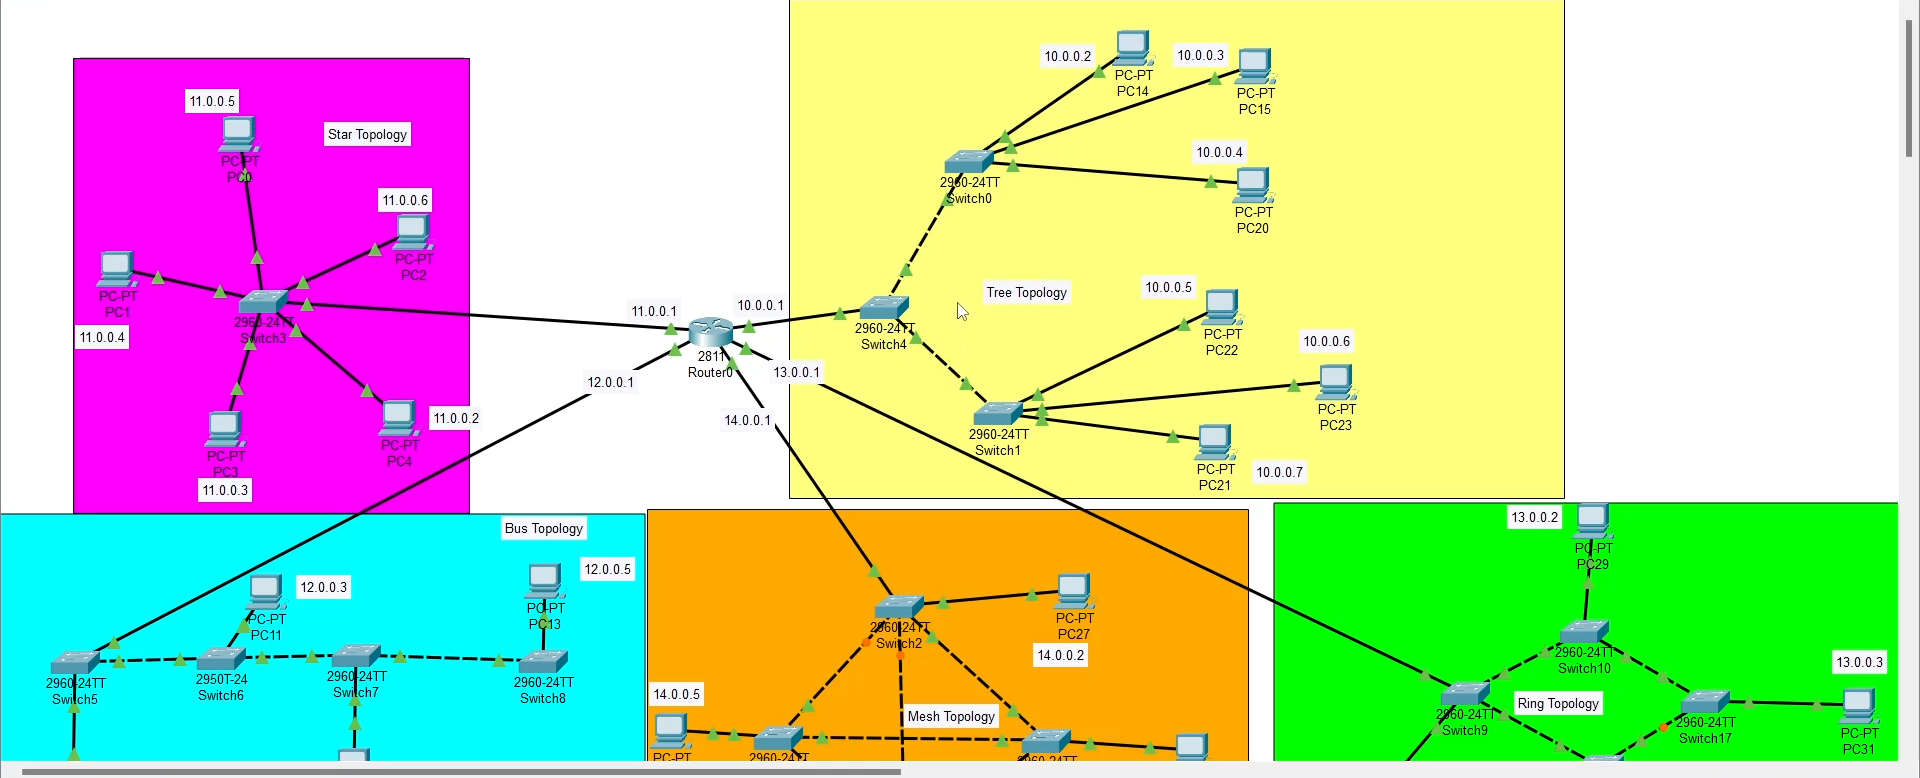 11.0.0.5
Star Topology
PC-PT
PC0
11.0.0.6
PC-PT
PC2
PC-PT
PC1
11.0.0.4
2960-24TT
Switch3
PC-PT
PC3
11.0.0.3
PC-PT
PC4
11.0.0.2
11.0.0.1
10.0.0.1
2811
Router0
12.0.0.1
13.0.0.1
14.0.0.1
10.0.0.2
PC-PT
PC14
10.0.0.3
PC-PT
PC15
10.0.0.4
PC-PT
PC20
2960-24TT
Switch0
Tree Topology
2960-24TT
Switch4
10.0.0.5
PC-PT
PC22
10.0.0.6
PC-PT
PC23
2960-24TT
Switch1
PC-PT
PC21
10.0.0.7
Bus Topology
12.0.0.3
PC-PT
PC11
12.0.0.5
PC-PT
PC13
2960-24TT
Switch5
2950T-24
Switch6
2960-24TT
Switch7
2960-24TT
Switch8
2960-24TT
Switch2
PC-PT
PC27
14.0.0.2
14.0.0.5
PC-PT
Mesh Topology
2960-24TT
2960-24TT
13.0.0.2
PC-PT
PC29
2960-24TT
Switch10
13.0.0.3
2960-24TT
Switch9
Ring Topology
2960-24TT
Switch17
PC-PT
PC31